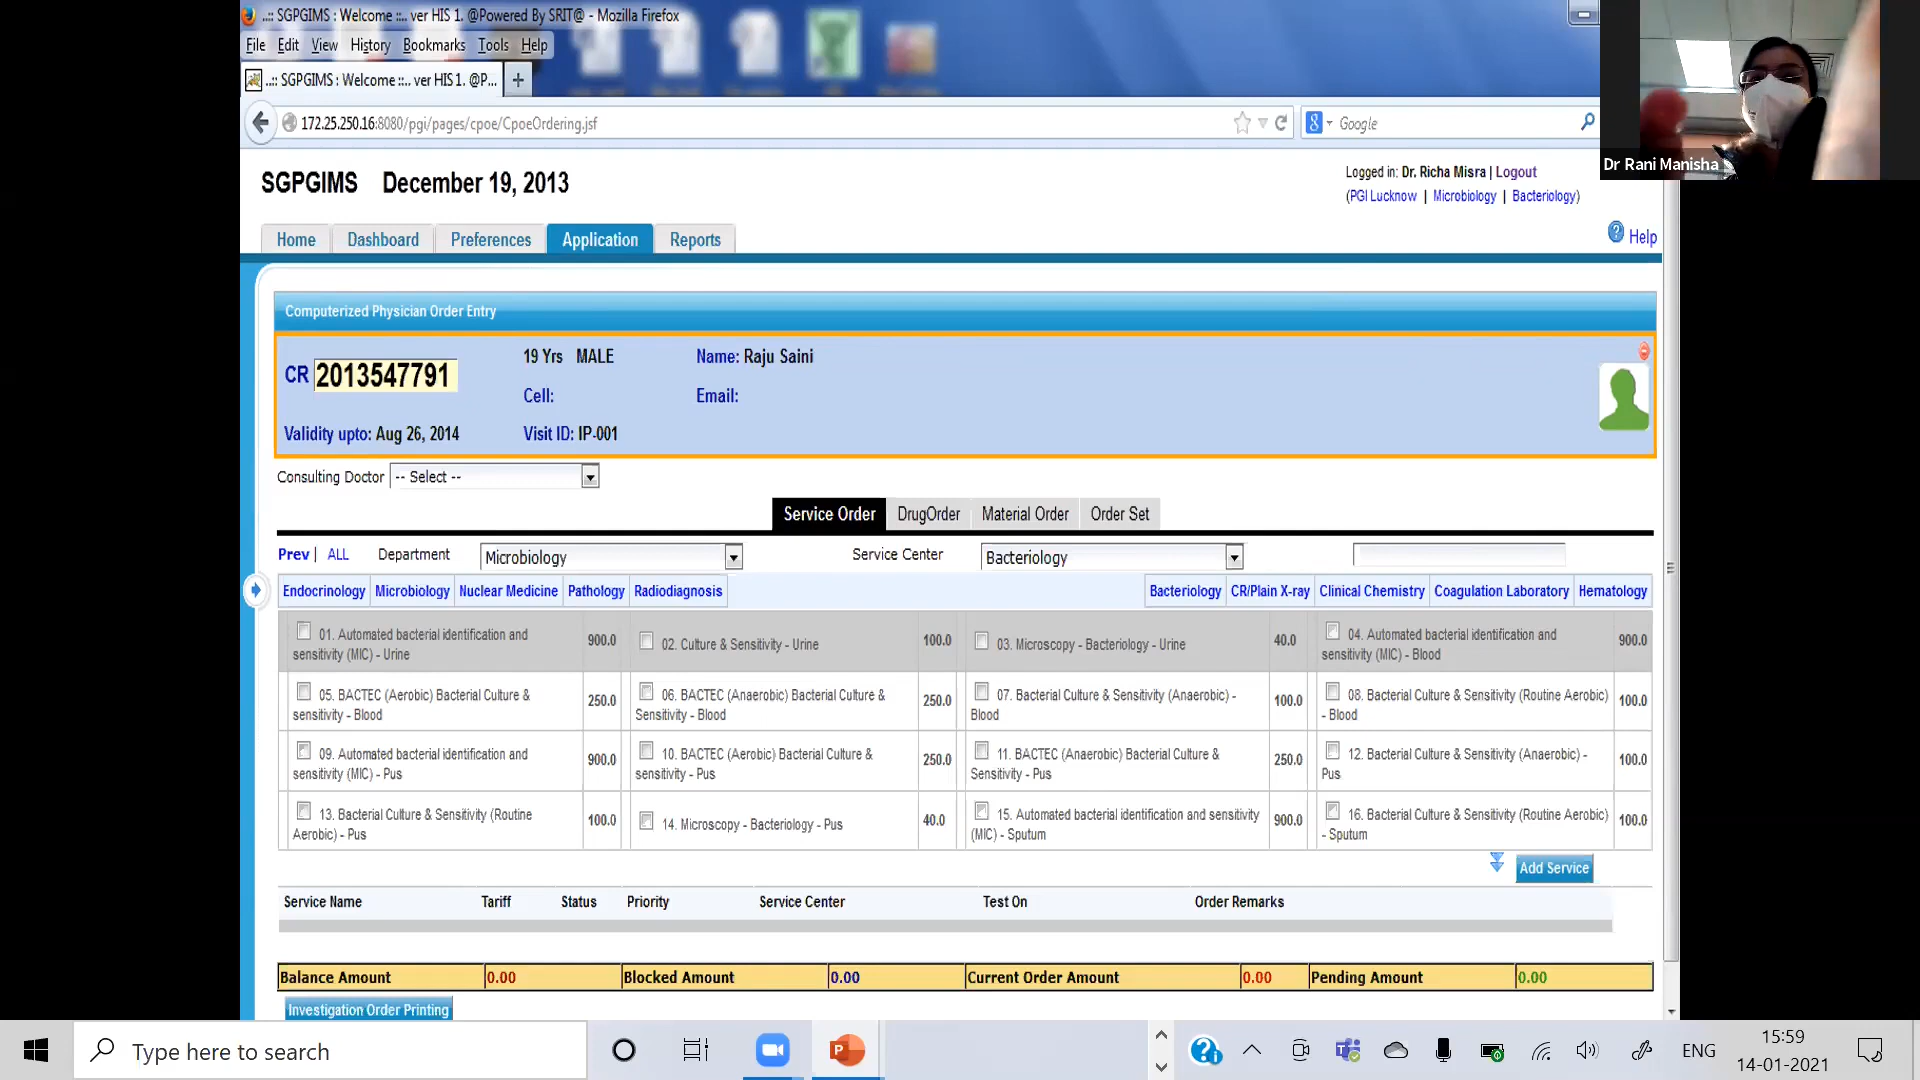 ..:: SGPGIMS : Welcome ::.. ver HIS 1. @Powered By SRIT@ - Mozilla Firefox
File Edit View History Bookmarks Tools Help
..:: SGPGIMS : Welcome ::.. ver HIS 1. @P... +
172.25.250.16:8080/pgi/pages/cpoe/CpoeOrdering.jsf
8 Google
Dr Rani Manisha
SGPGIMS December 19, 2013
Logged in: Dr. Richa Misra | Logout
(PGI Lucknow | Microbiology | Bacteriology)
Home Dashboard Preferences Application Reports
Help
Computerized Physician Order Entry
CR 2013547791
19 Yrs MALE
Name: Raju Saini
Cell:
Email:
Validity upto: Aug 26, 2014
Visit ID: IP-001
Consulting Doctor -- Select --
Service Order DrugOrder Material Order Order Set
Prev | ALL Department Microbiology Service Center Bacteriology
Endocrinology Microbiology Nuclear Medicine Pathology Radiodiagnosis Bacteriology CR/Plain X-ray Clinical Chemistry Coagulation Laboratory Hematology
01. Automated bacterial identification and
sensitivity (MIC) - Urine
900.0
02. Culture & Sensitivity - Urine
100.0
03. Microscopy - Bacteriology - Urine
40.0
04. Automated bacterial identification and
sensitivity (MIC) - Blood
900.0
05. BACTEC (Aerobic) Bacterial Culture &
sensitivity - Blood
250.0
06. BACTEC (Anaerobic) Bacterial Culture &
Sensitivity - Blood
250.0
07. Bacterial Culture & Sensitivity (Anaerobic) -
Blood
100.0
08. Bacterial Culture & Sensitivity (Routine Aerobic)
- Blood
100.0
09. Automated bacterial identification and
sensitivity (MIC) - Pus
900.0
10. BACTEC (Aerobic) Bacterial Culture &
sensitivity - Pus
250.0
11. BACTEC (Anaerobic) Bacterial Culture &
Sensitivity - Pus
250.0
12. Bacterial Culture & Sensitivity (Anaerobic) -
Pus
100.0
13. Bacterial Culture & Sensitivity (Routine
Aerobic) - Pus
100.0
14. Microscopy - Bacteriology - Pus
40.0
15. Automated bacterial identification and sensitivity
(MIC) - Sputum
900.0
16. Bacterial Culture & Sensitivity (Routine Aerobic)
- Sputum
100.0
Add Service
Service Name Tariff Status Priority Service Center Test On Order Remarks
Balance Amount 0.00 Blocked Amount 0.00 Current Order Amount 0.00 Pending Amount 0.00
Investigation Order Printing
Type here to search
ENG
15:59
14-01-2021